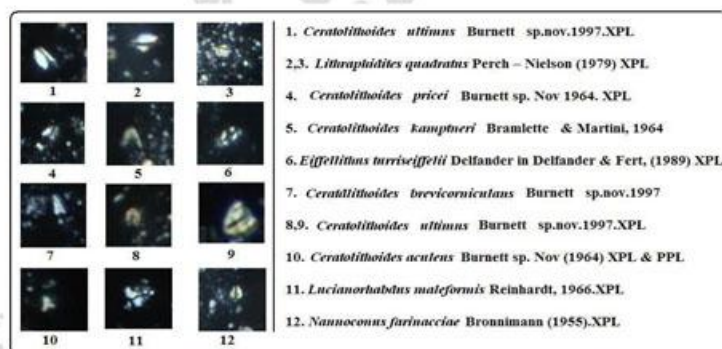 1. Ceratolithoides ultimus Burnett sp.nov.1997.XPL
2,3. Lithraphidites quadratus Perch – Nielson (1979) XPL
4. Ceratolithoides pricei Burnett sp. Nov 1964. XPL
5. Ceratolithoides kamptneri Bramlette & Martini, 1964
6. Eiffellithus turriseiffelii Delfander in Delfander & Fert, (1989) XPL
7. Ceratdlithoides brevicorniculans Burnett sp.nov.1997
8,9. Ceratolithoides ultimus Burnett sp.nov.1997.XPL
10. Ceratolithoides aculens Burnett sp. Nov (1964) XPL & PPL
11. Lucianorhabdus maleformis Reinhardt, 1966.XPL
12. Nannoconus farinacciae Bronnimann (1955).XPL
1 2 3
4 5 6
7 8 9
10 11 12